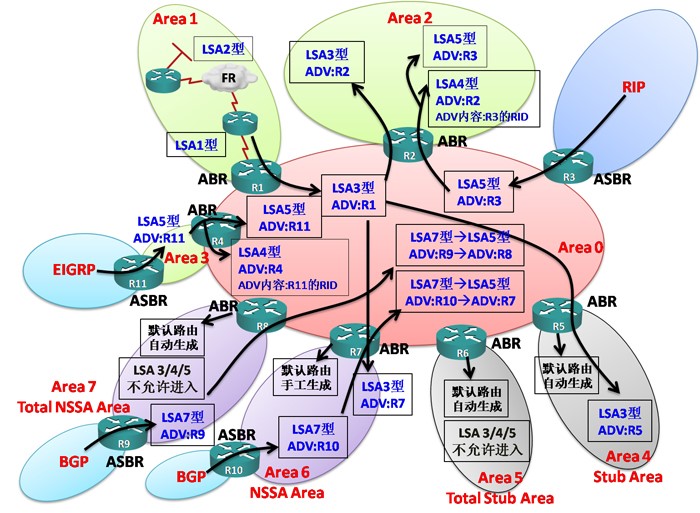 Area 1
LSA2型
FR
LSA1型
ABR
R1
Area 2
LSA3型
ADV:R2
LSA5型
ADV:R3
LSA4型
ADV:R2
ADV内容:R3的RID
R2
ABR
RIP
R3
ASBR
LSA5型
ADV:R3
LSA3型
ADV:R1
LSA5型
ADV:R11
ABR
R4
LSA5型
ADV:R11
Area 3
EIGRP
R11
ASBR
LSA4型
ADV:R4
ADV内容:R11的RID
Area 0
LSA7型→LSA5型
ADV:R9→ADV:R8
LSA7型→LSA5型
ADV:R10→ADV:R7
ABR
R8
默认路由
自动生成
LSA 3/4/5
不允许进入
Area 7
Total NSSA Area
LSA7型
ADV:R9
R9
ASBR
BGP
R7
ABR
默认路由
手工生成
LSA3型
ADV:R7
LSA7型
ADV:R10
ASBR
R10
BGP
Area 6
NSSA Area
R6
ABR
默认路由
自动生成
LSA 3/4/5
不允许进入
Area 5
Total Stub Area
ABR
R5
默认路由
自动生成
LSA3型
ADV:R5
Area 4
Stub Area